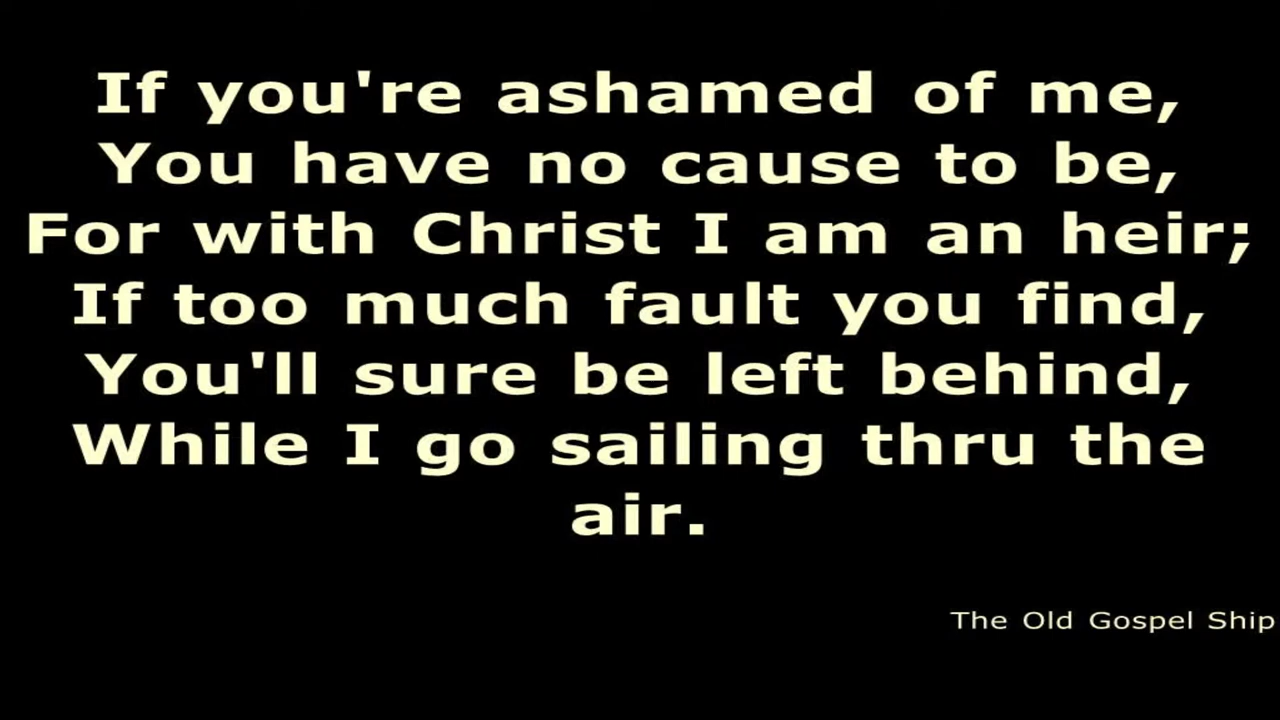 If you're ashamed of me,
You have no cause to be,
For with Christ I am an heir;
If too much fault you find,
You'll sure be left behind,
While I go sailing thru the
air.
The Old Gospel Ship